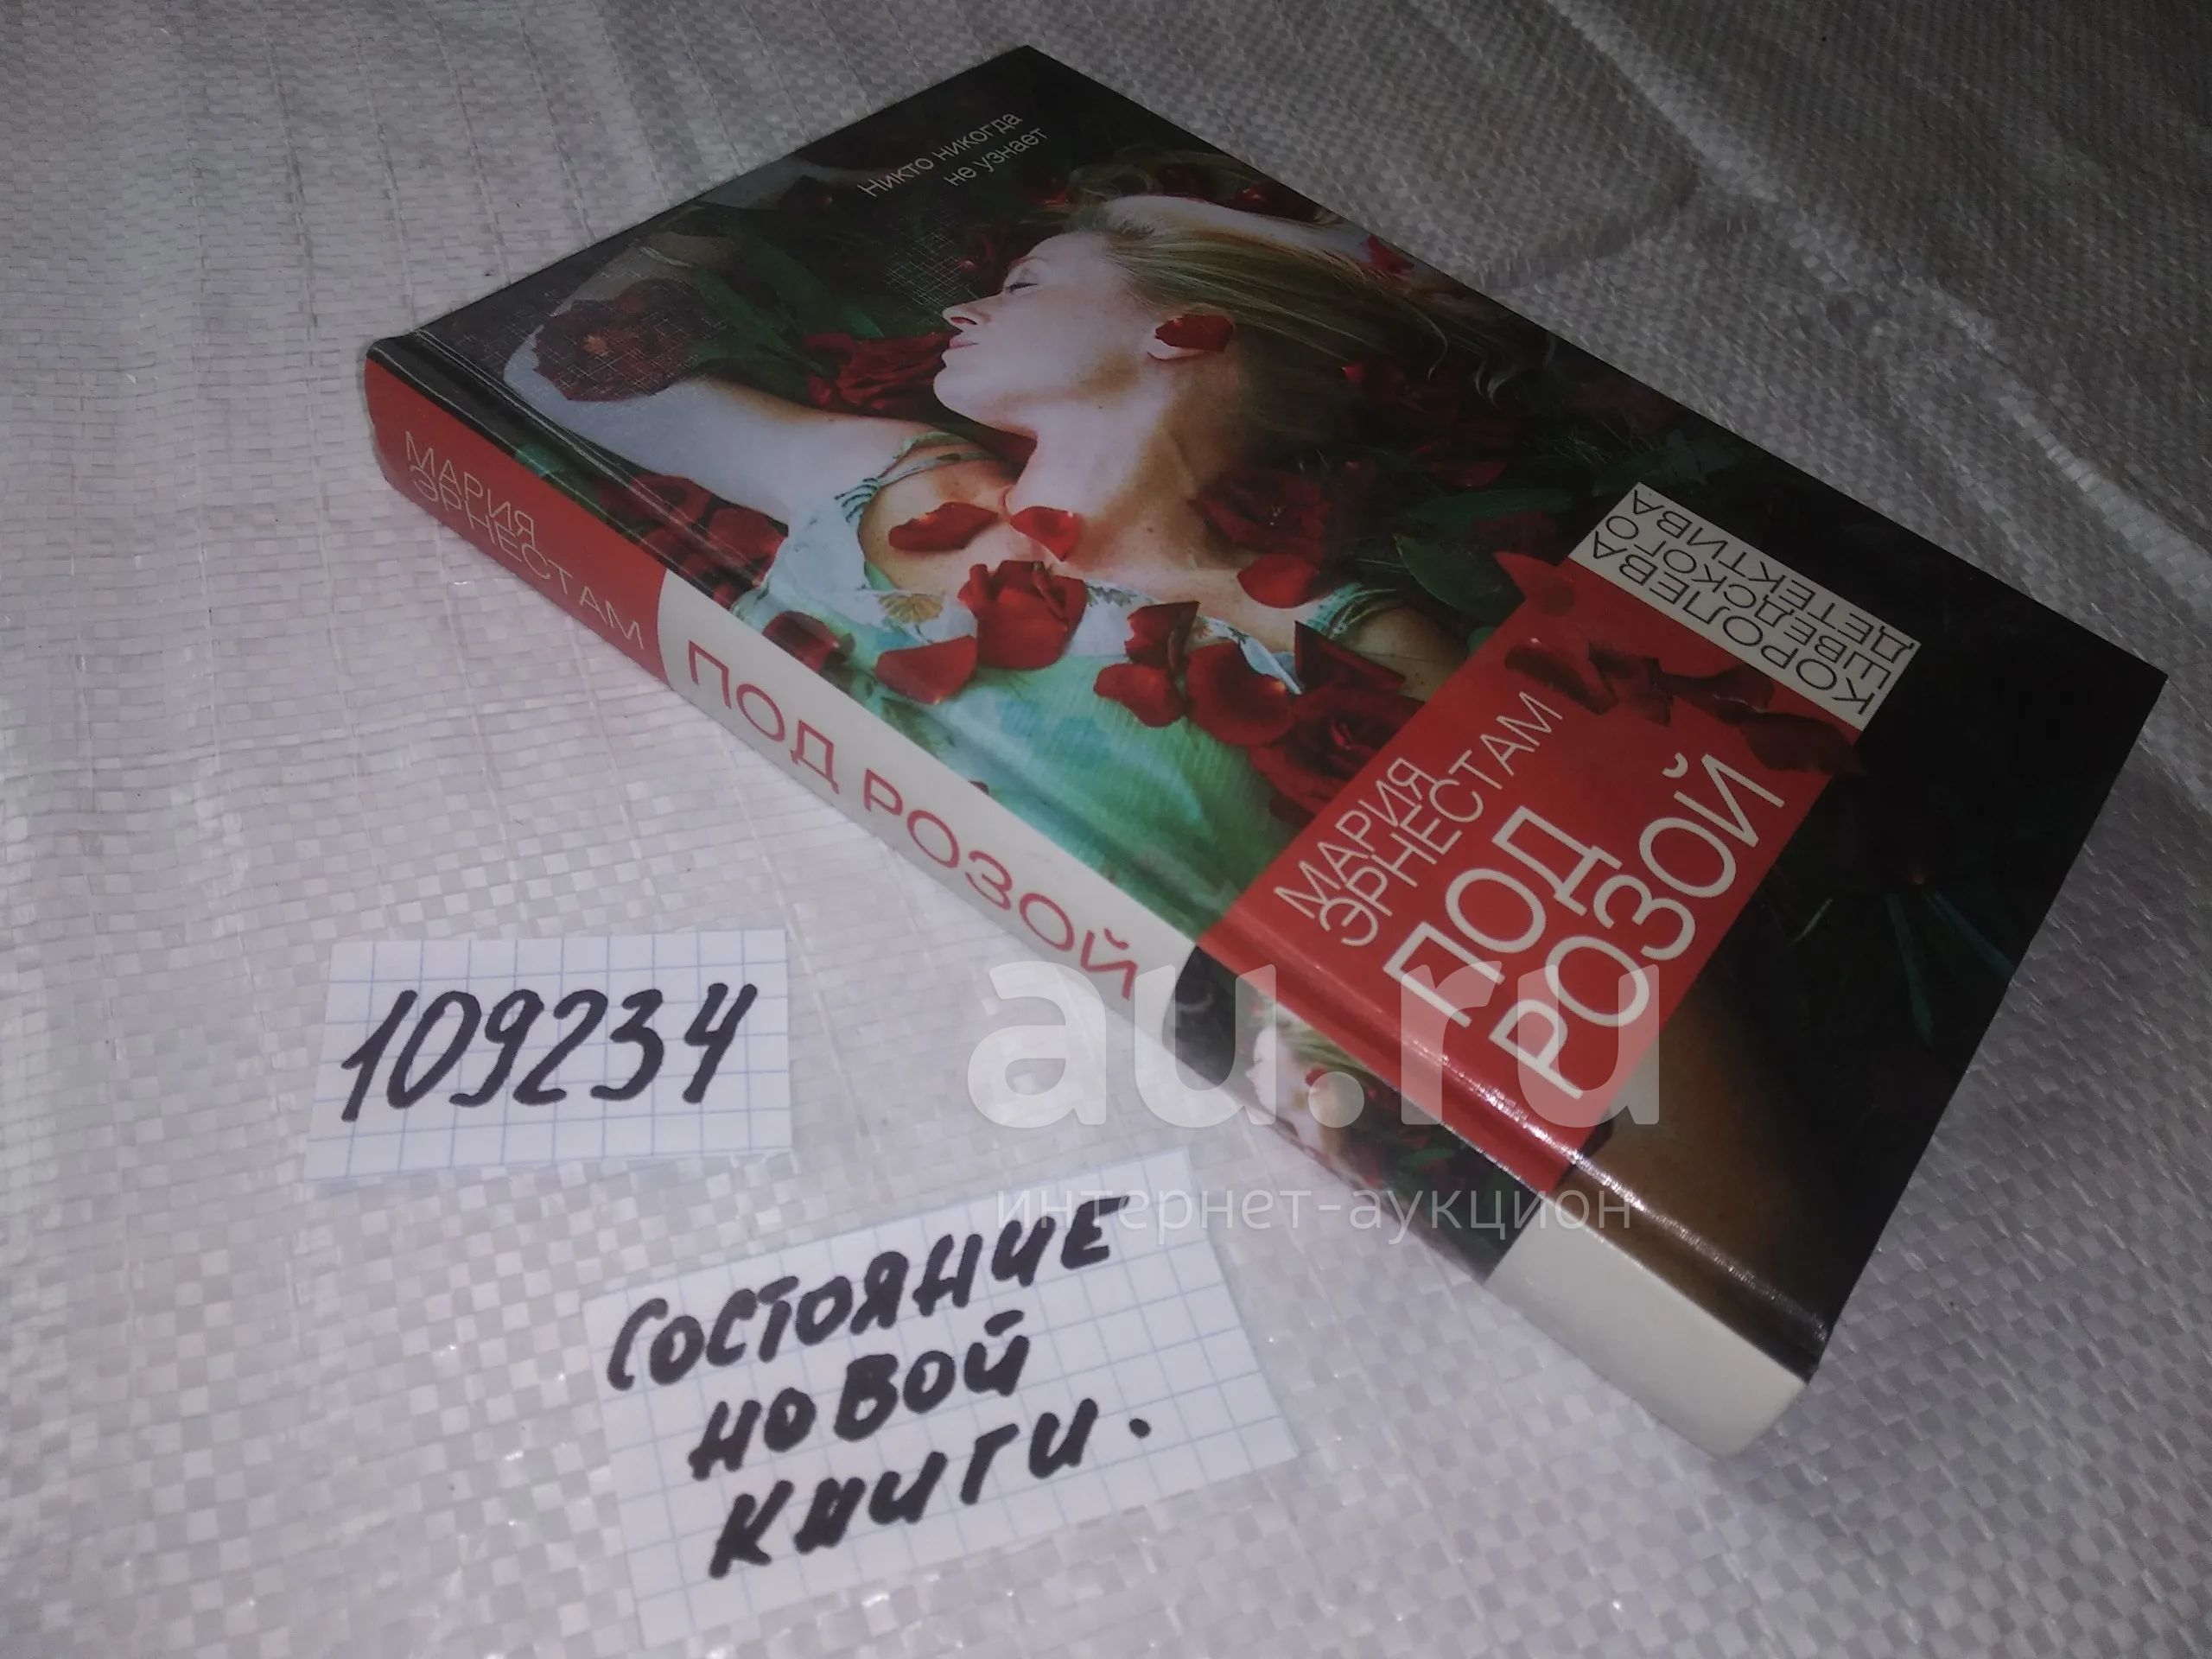 Никто никогда
не узнает
КОРОЛЕВА
ШВЕДСКОГО
ДЕТЕКТИВА
МАРИЯ
ЭРНЕСТАМ
ПОД
РОЗОЙ
МАРИЯ
ЭРНЕСТАМ
ПОД РОЗОЙ
109234
au.ru
интернет-аукцион
СОСТОЯНИЕ
НОВОЙ
КНИГИ.